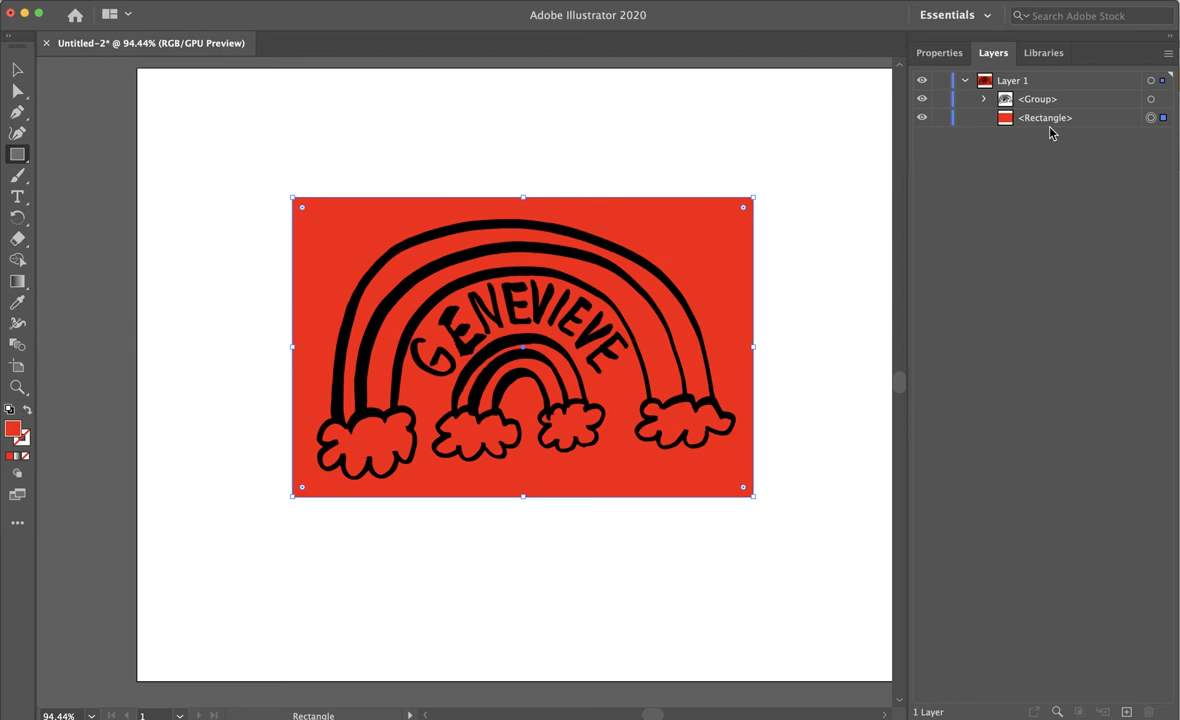 Adobe Illustrator 2020
Essentials
Search Adobe Stock
Untitled-2* @ 94.44% (RGB/GPU Preview)
Properties
Layers
Libraries
Layer 1
<Group>
<Rectangle>
GENEVIEVE
T
94.44%
1
Rectangle
1 Layer